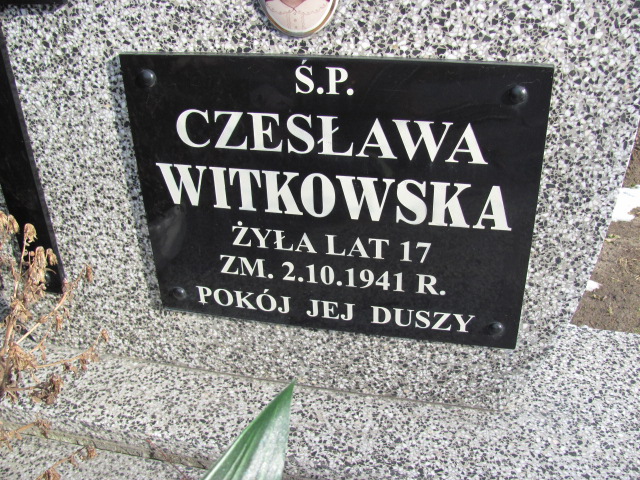 Ś.P.
CZESŁAWA
WITKOWSKA
ŻYŁA LAT 17
ZM. 2.10.1941 R.
POKÓJ JEJ DUSZY